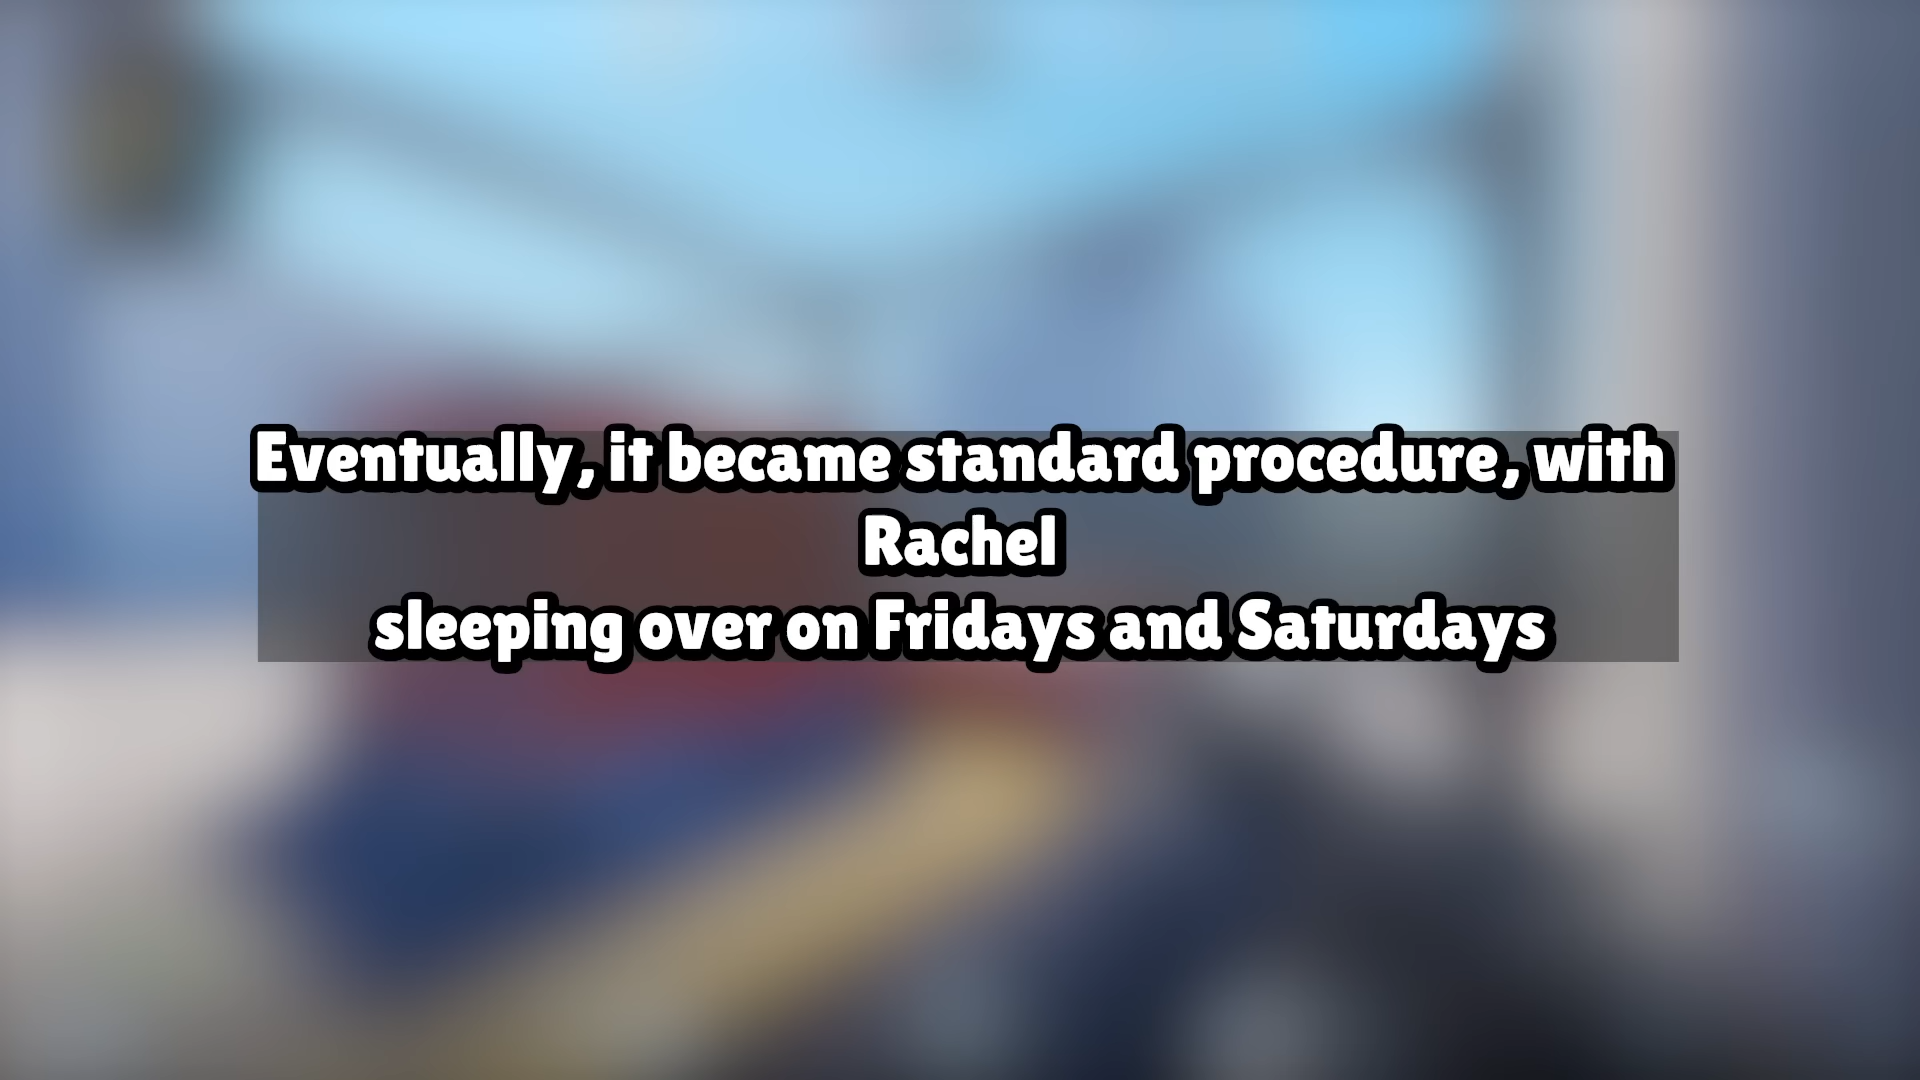 Eventually, it became standard procedure, with
Rachel
sleeping over on Fridays and Saturdays